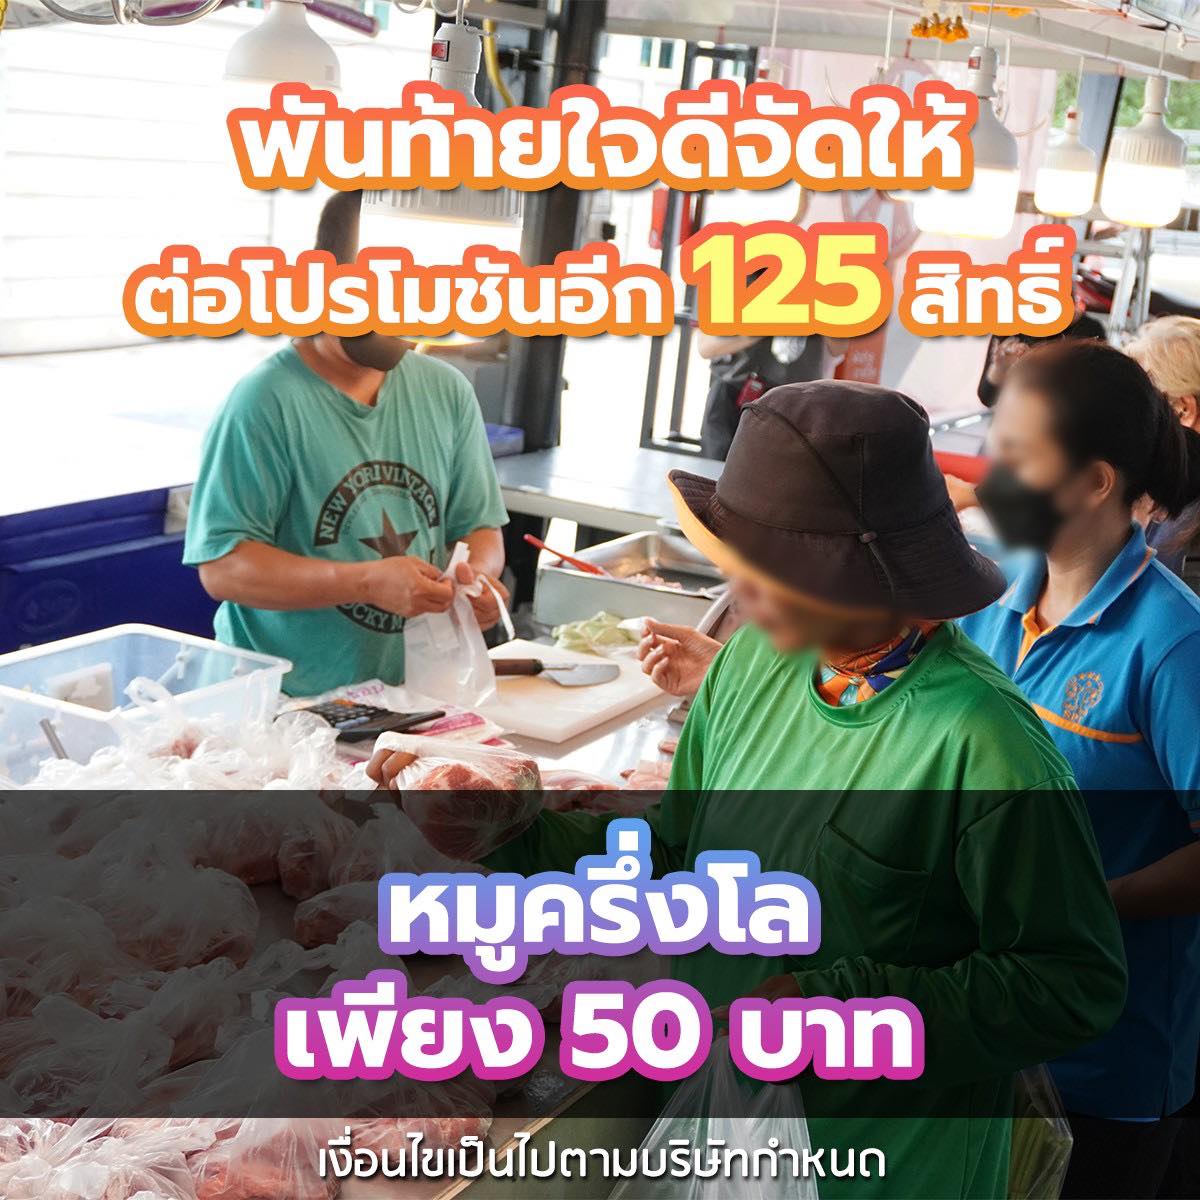 พันท้ายใจดีจัดให้
ต่อโปรโมชันอีก 125 สิทธิ์
NEW YORK VINTAGE
หมูครึ่งโล
เพียง 50 บาท
เงื่อนไขเป็นไปตามบริษัทกำหนด